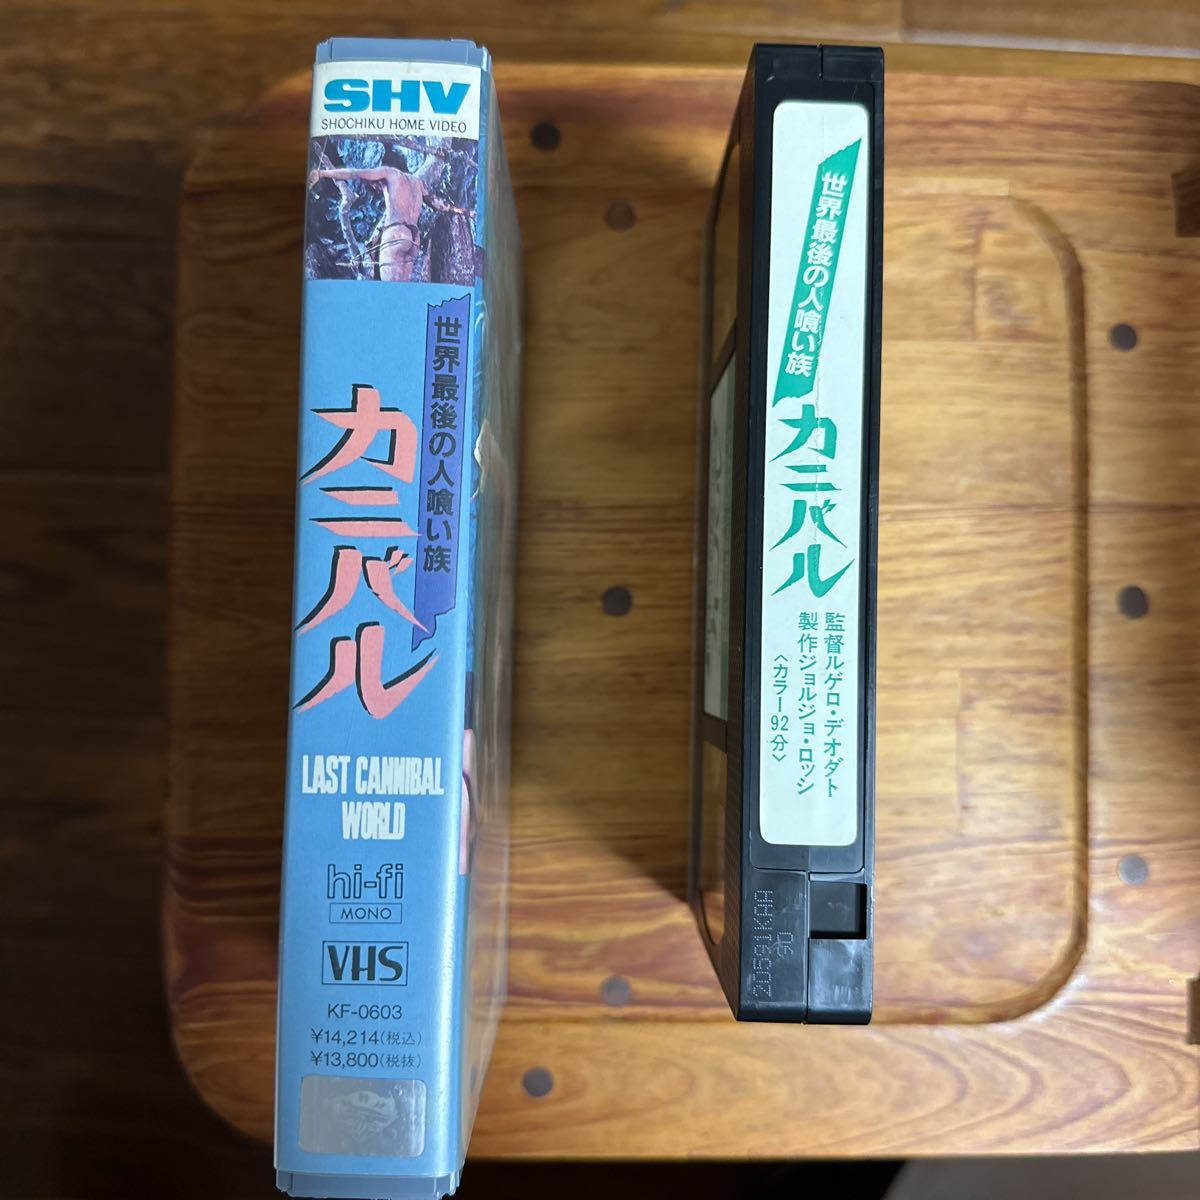 SHV
SHOCHIKU HOME VIDEO
世界最後の人喰い族
カニバル
LAST CANNIBAL
WORLD
hi-fi
MONO
VHS
KF-0603
¥14,214(税込)
¥13,800(税抜)
世界最後の人喰い族
カニバル
監督ルゲロ・デオダト
製作ジョルジョ・ロッシ
〈カラー92分〉